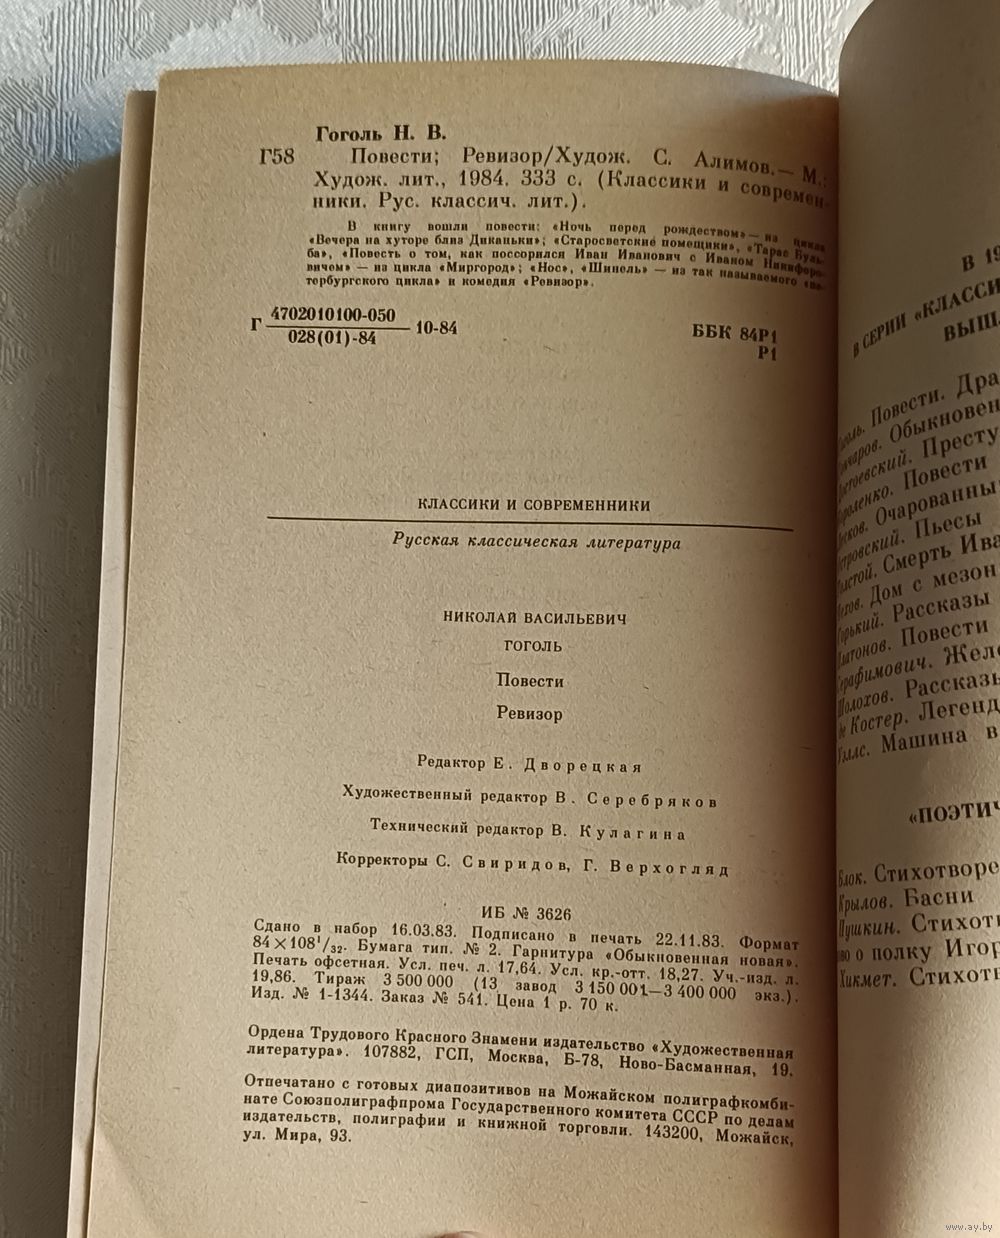 Гоголь Н. В.
Г58 Повести; Ревизор/Худож. С. Алимов.— М.:
Худож. лит., 1984. 333 с. (Классики и современ-
ники. Рус. классич. лит.).
В книгу вошли повести: «Ночь перед рождеством» — из цикла
«Вечера на хуторе близ Диканьки»; «Старосветские помещики», «Тарас Буль-
ба», «Повесть о том, как поссорился Иван Иванович с Иваном Никифоро-
вичем» — из цикла «Миргород»; «Нос», «Шинель» — из так называемого «пе-
тербургского цикла» и комедия «Ревизор».
Г 4702010100-050 10-84
028(01)-84
ББК 84Р1
Р1
КЛАССИКИ И СОВРЕМЕННИКИ
Русская классическая литература
НИКОЛАЙ ВАСИЛЬЕВИЧ
ГОГОЛЬ
Повести
Ревизор
Редактор Е. Дворецкая
Художественный редактор В. Серебряков
Технический редактор В. Кулагина
Корректоры С. Свиридов, Г. Верхогляд
ИБ № 3626
Сдано в набор 16.03.83. Подписано в печать 22.11.83. Формат
84×108¹/₃₂. Бумага тип. № 2. Гарнитура «Обыкновенная новая».
Печать офсетная. Усл. печ. л. 17,64. Усл. кр.-отт. 18,27. Уч.-изд. л.
19,86. Тираж 3 500 000 (13 завод 3 150 001—3 400 000 экз.).
Изд. № 1-1344. Заказ № 541. Цена 1 р. 70 к.
Ордена Трудового Красного Знамени издательство «Художественная
литература». 107882, ГСП, Москва, Б-78, Ново-Басманная, 19.
Отпечатано с готовых диапозитивов на Можайском полиграфкомби-
нате Союзполиграфпрома Государственного комитета СССР по делам
издательств, полиграфии и книжной торговли. 143200, Можайск,
ул. Мира, 93.
В 19
В СЕРИИ «КЛАССИ
ВЫШ
Повести. Дра
Обыкновен
Престу
Повести
Очарованны
Пьесы
Смерть Ива
Дом с мезон
Рассказы
Повести
Желе
Шолохов. Рассказы
де Костер. Легенд
Машина в
«ПОЭТИЧ
Блок. Стихотворе
Крылов. Басни
Пушкин. Стихот
о полку Игор
Хикмет. Стихотв
www.ay.by